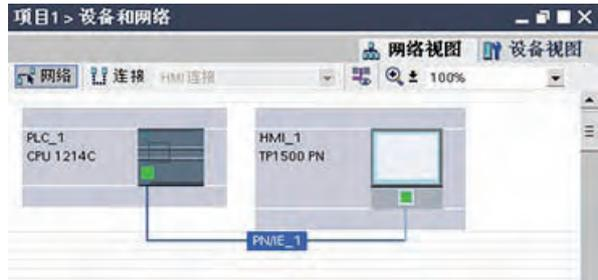 项目1 > 设备和网络
网络视图 设备视图
网络 连接 HMI连接 100%
PLC_1
CPU 1214C
HMI_1
TP1500 PN
PN/IE_1